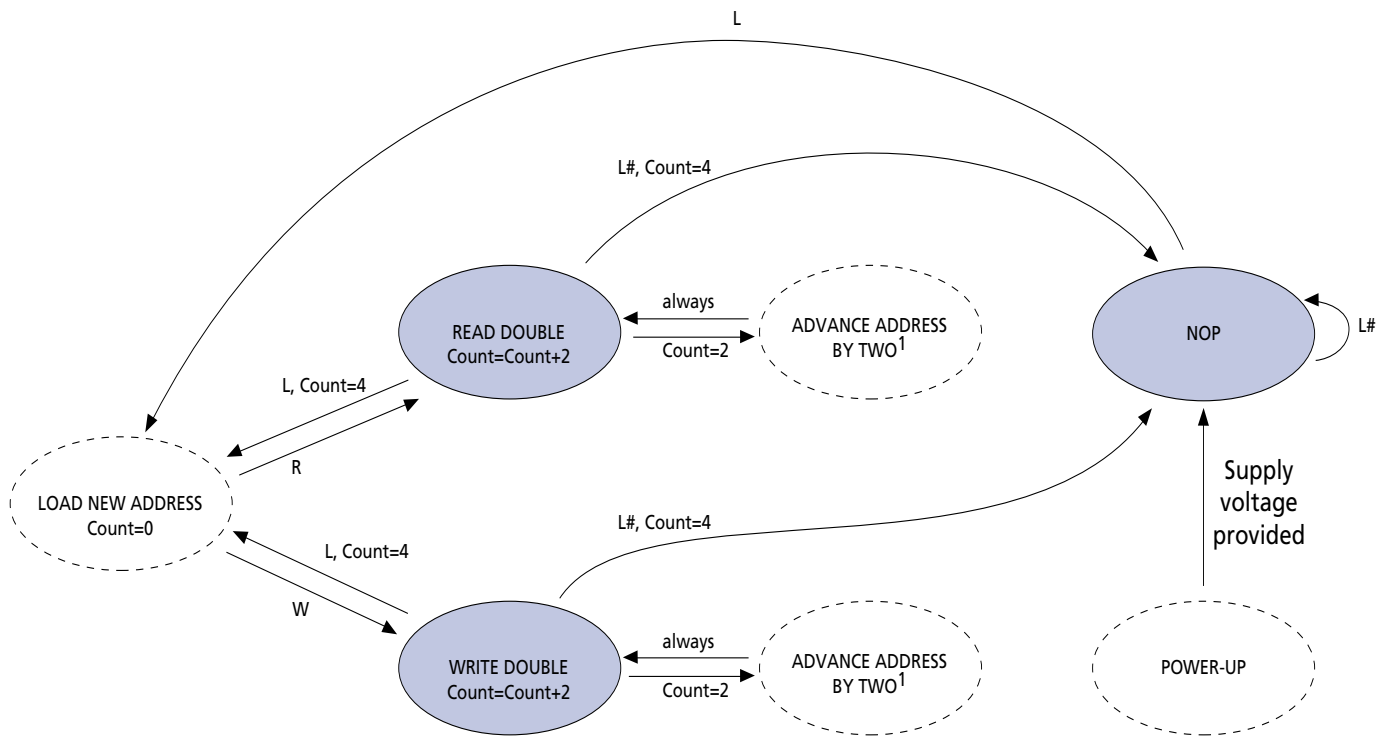 L
L#, Count=4
READ DOUBLE
Count=Count+2
always
Count=2
ADVANCE ADDRESS
BY TWO1
NOP
L#
L, Count=4
R
LOAD NEW ADDRESS
Count=0
L, Count=4
W
L#, Count=4
Supply
voltage
provided
WRITE DOUBLE
Count=Count+2
always
Count=2
ADVANCE ADDRESS
BY TWO1
POWER-UP